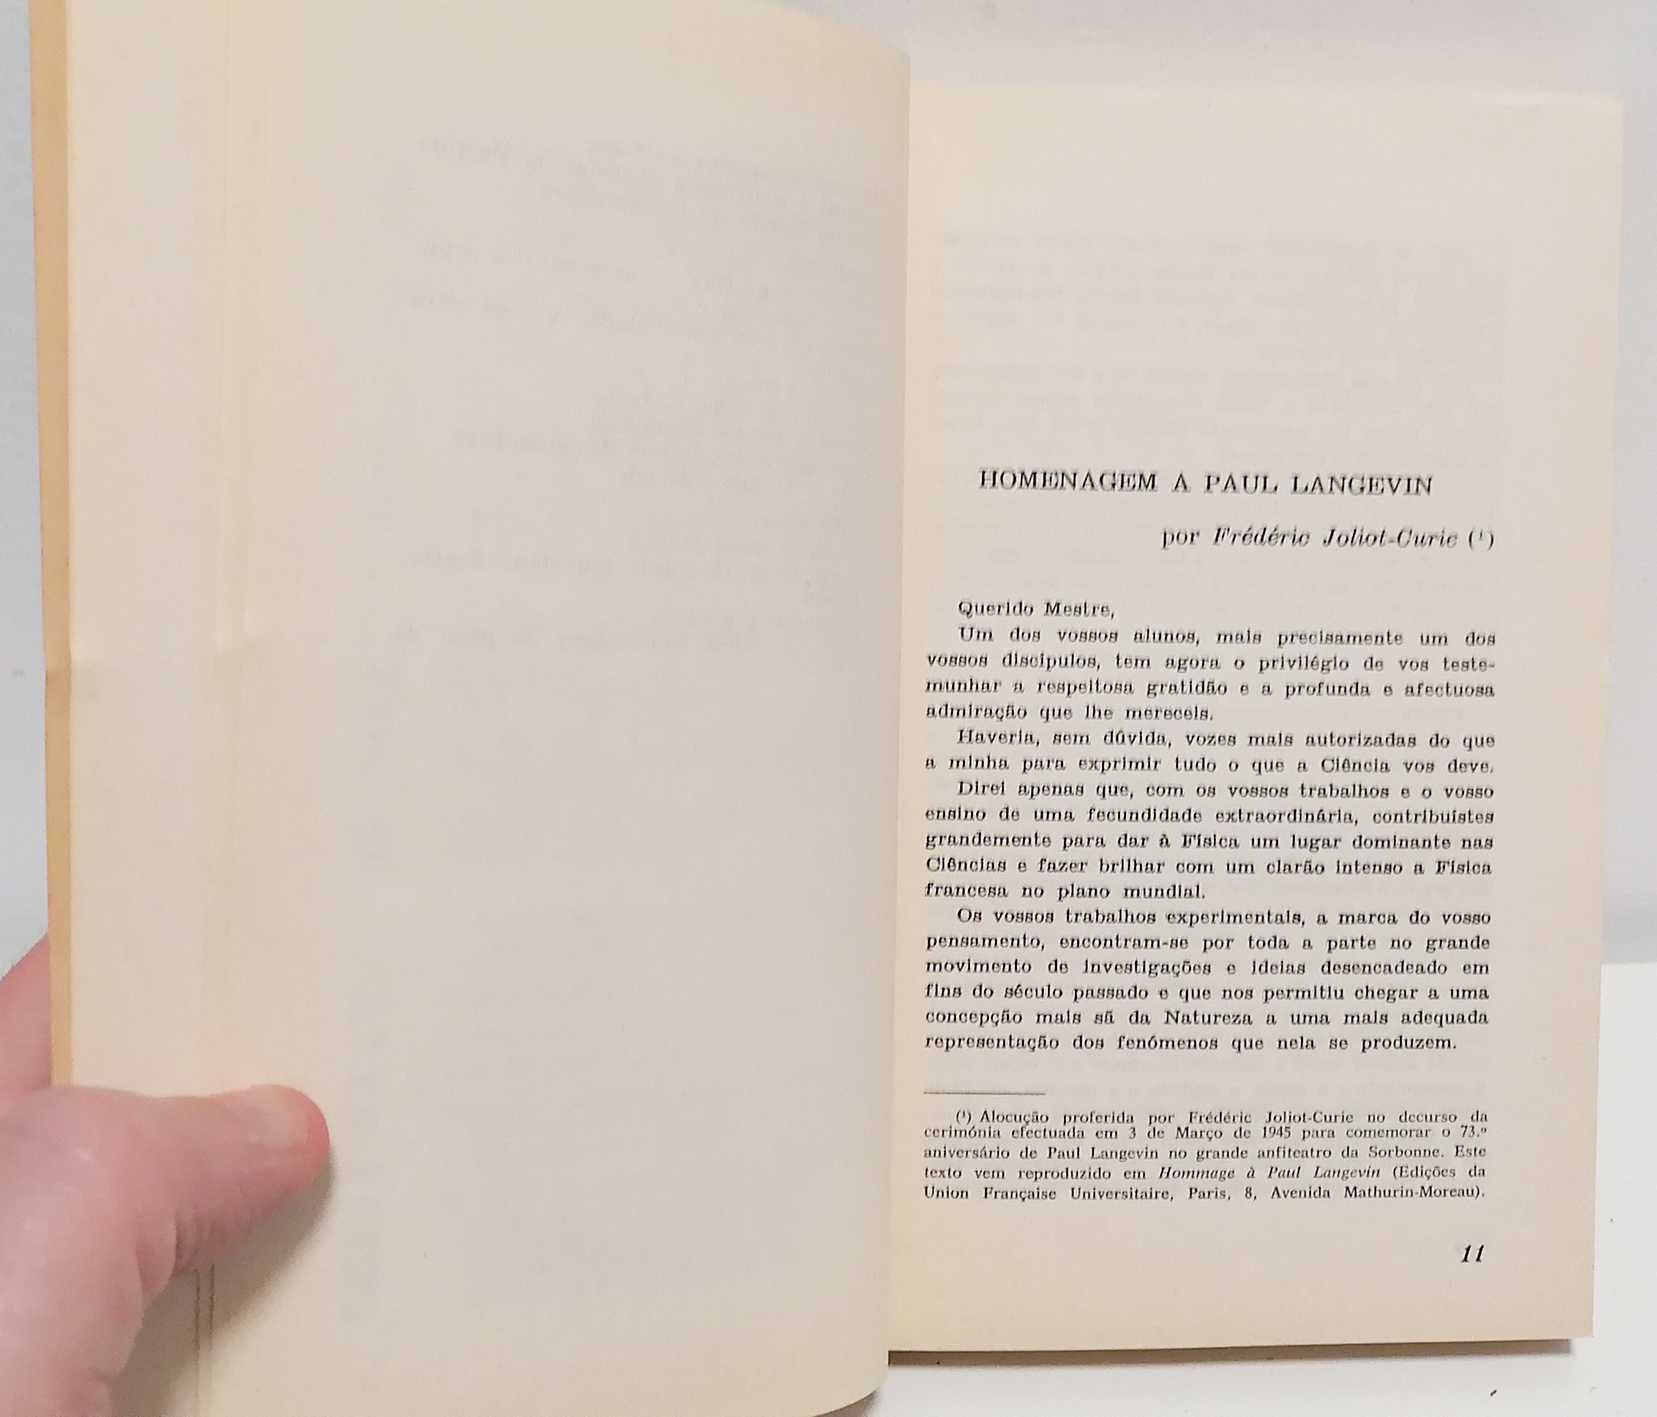 HOMENAGEM A PAUL LANGEVIN
por Frédéric Joliot-Curie (¹)
Querido Mestre,
Um dos vossos alunos, mais precisamente um dos
vossos discípulos, tem agora o privilégio de vos teste-
munhar a respeitosa gratidão e a profunda e afectuosa
admiração que lhe mereceis.
Haveria, sem dúvida, vozes mais autorizadas do que
a minha para exprimir tudo o que a Ciência vos deve.
Direi apenas que, com os vossos trabalhos e o vosso
ensino de uma fecundidade extraordinária, contribuístes
grandemente para dar à Física um lugar dominante nas
Ciências e fazer brilhar com um clarão intenso a Física
francesa no plano mundial.
Os vossos trabalhos experimentais, a marca do vosso
pensamento, encontram-se por toda a parte no grande
movimento de investigações e ideias desencadeado em
fins do século passado e que nos permitiu chegar a uma
concepção mais sã da Natureza a uma mais adequada
representação dos fenómenos que nela se produzem.
(¹) Alocução proferida por Frédéric Joliot-Curie no decurso da
cerimónia efectuada em 3 de Março de 1945 para comemorar o 73.º
aniversário de Paul Langevin no grande anfiteatro da Sorbonne. Este
texto vem reproduzido em Hommage à Paul Langevin (Edições da
Union Française Universitaire, Paris, 8, Avenida Mathurin-Moreau).
11